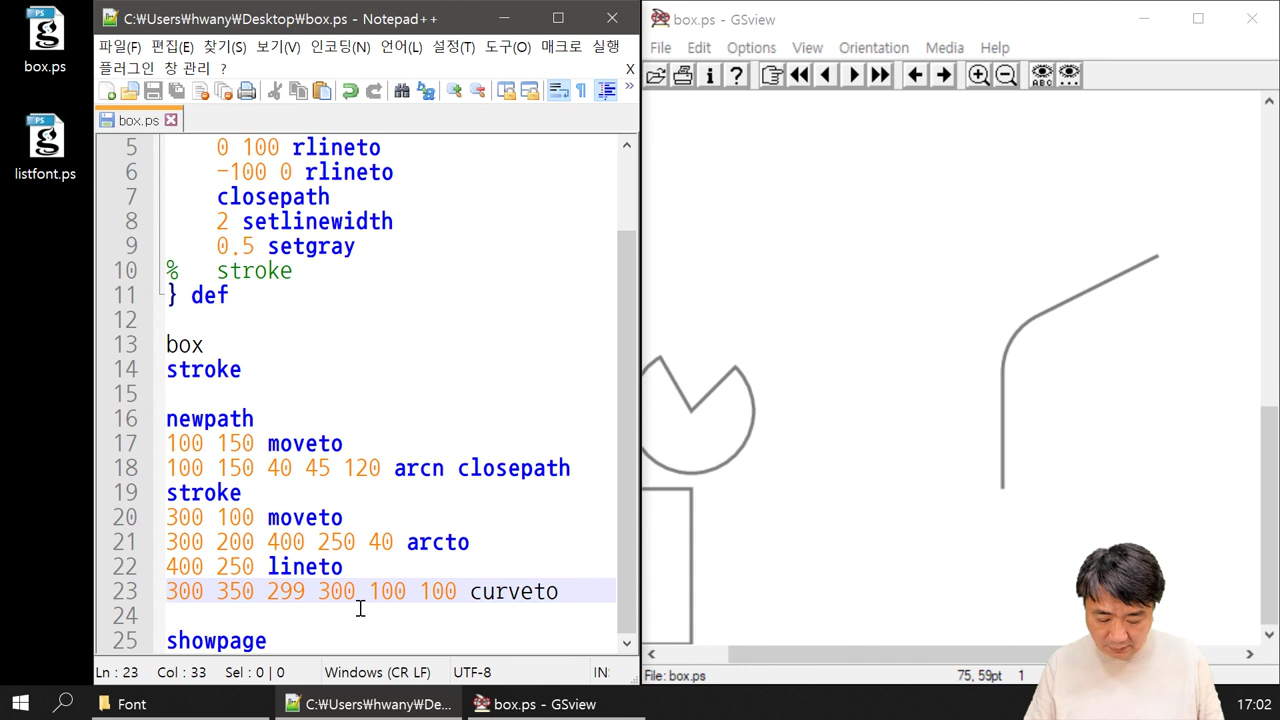 box.ps
listfont.ps
C:₩Users₩hwany₩Desktop₩box.ps - Notepad++
파일(F) 편집(E) 찾기(S) 보기(V) 인코딩(N) 언어(L) 설정(T) 도구(O) 매크로 실행
플러그인 창 관리 ? X
box.ps
5 0 100 rlineto
6 -100 0 rlineto
7 closepath
8 2 setlinewidth
9 0.5 setgray
10 % stroke
11 } def
12
13 box
14 stroke
15
16 newpath
17 100 150 moveto
18 100 150 40 45 120 arcn closepath
19 stroke
20 300 100 moveto
21 300 200 400 250 40 arcto
22 400 250 lineto
23 300 350 299 300 100 100 curveto
24
25 showpage
Ln : 23 Col : 33 Sel : 0 | 0 Windows (CR LF) UTF-8 IN:
box.ps - GSview
File Edit Options View Orientation Media Help
ABC
File: box.ps 75, 59pt 1
Font C:₩Users₩hwany₩De... box.ps - GSview 17:02